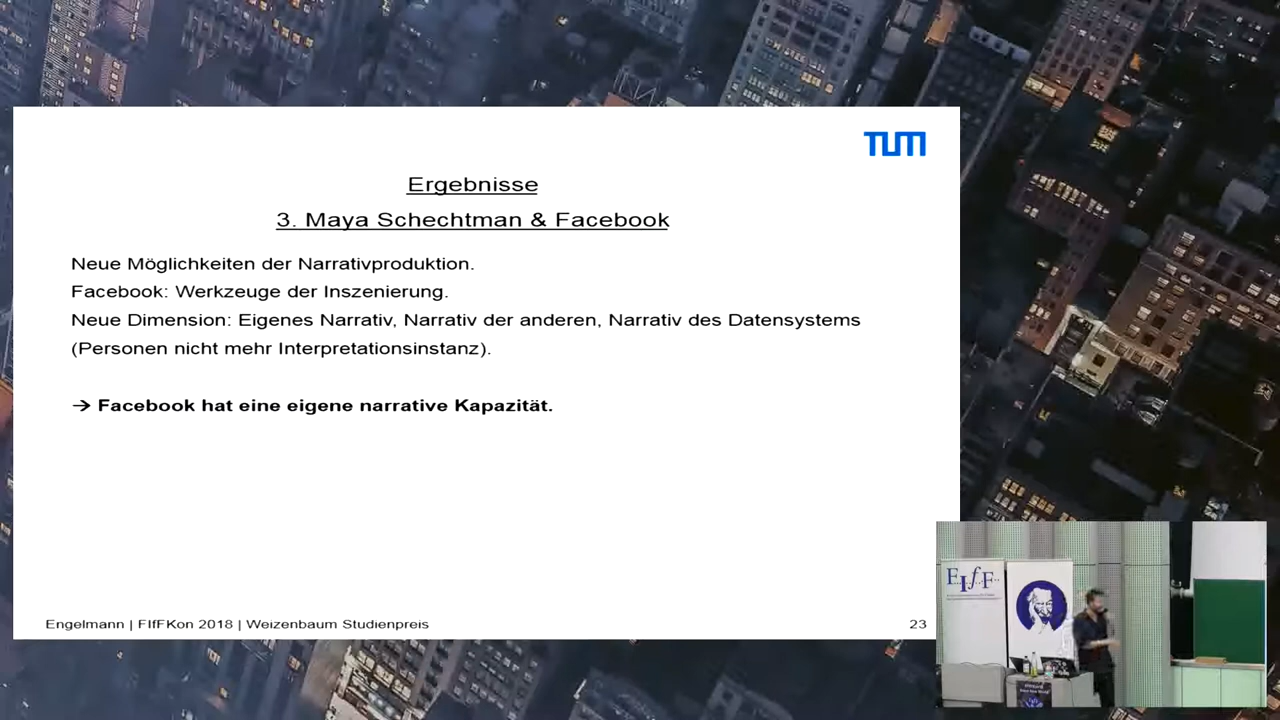 TUM
Ergebnisse
3. Maya Schechtman & Facebook
Neue Möglichkeiten der Narrativproduktion.
Facebook: Werkzeuge der Inszenierung.
Neue Dimension: Eigenes Narrativ, Narrativ der anderen, Narrativ des Datensystems
(Personen nicht mehr Interpretationsinstanz).
→ Facebook hat eine eigene narrative Kapazität.
Engelmann | FIfFKon 2018 | Weizenbaum Studienpreis
23
FIfF